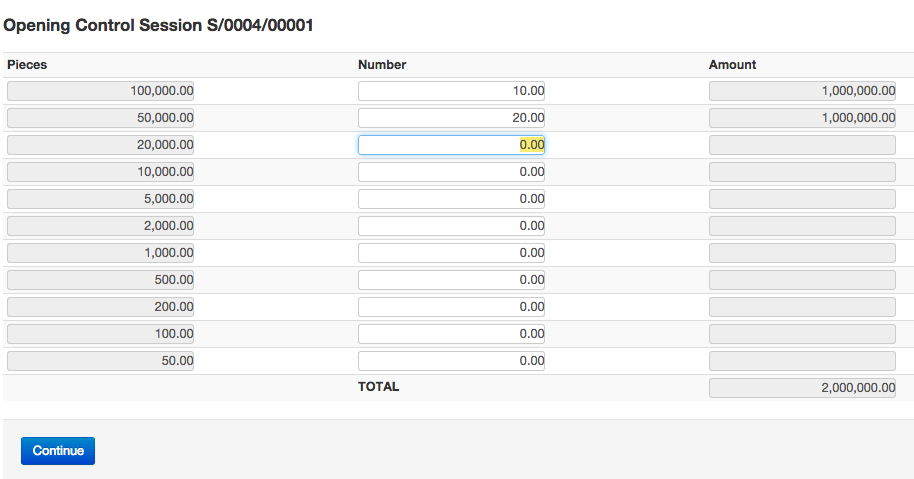 Opening Control Session S/0004/00001
Pieces Number Amount
100,000.00 10.00 1,000,000.00
50,000.00 20.00 1,000,000.00
20,000.00 0.00
10,000.00 0.00
5,000.00 0.00
2,000.00 0.00
1,000.00 0.00
500.00 0.00
200.00 0.00
100.00 0.00
50.00 0.00
TOTAL 2,000,000.00
Continue